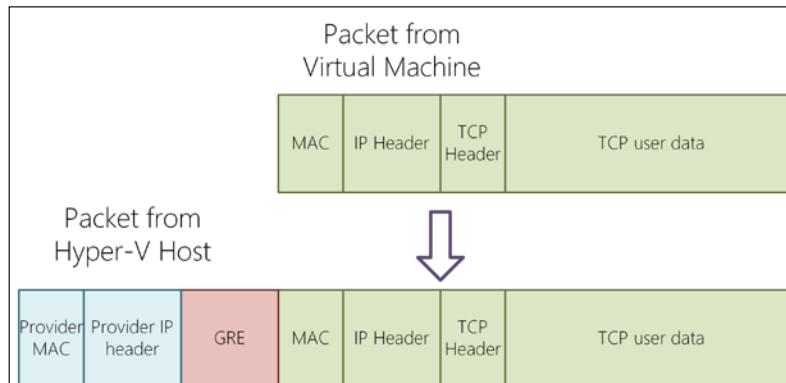 Packet from
Virtual Machine
MAC
IP Header
TCP
Header
TCP user data
Packet from
Hyper-V Host
Provider
MAC
Provider IP
header
GRE
MAC
IP Header
TCP
Header
TCP user data